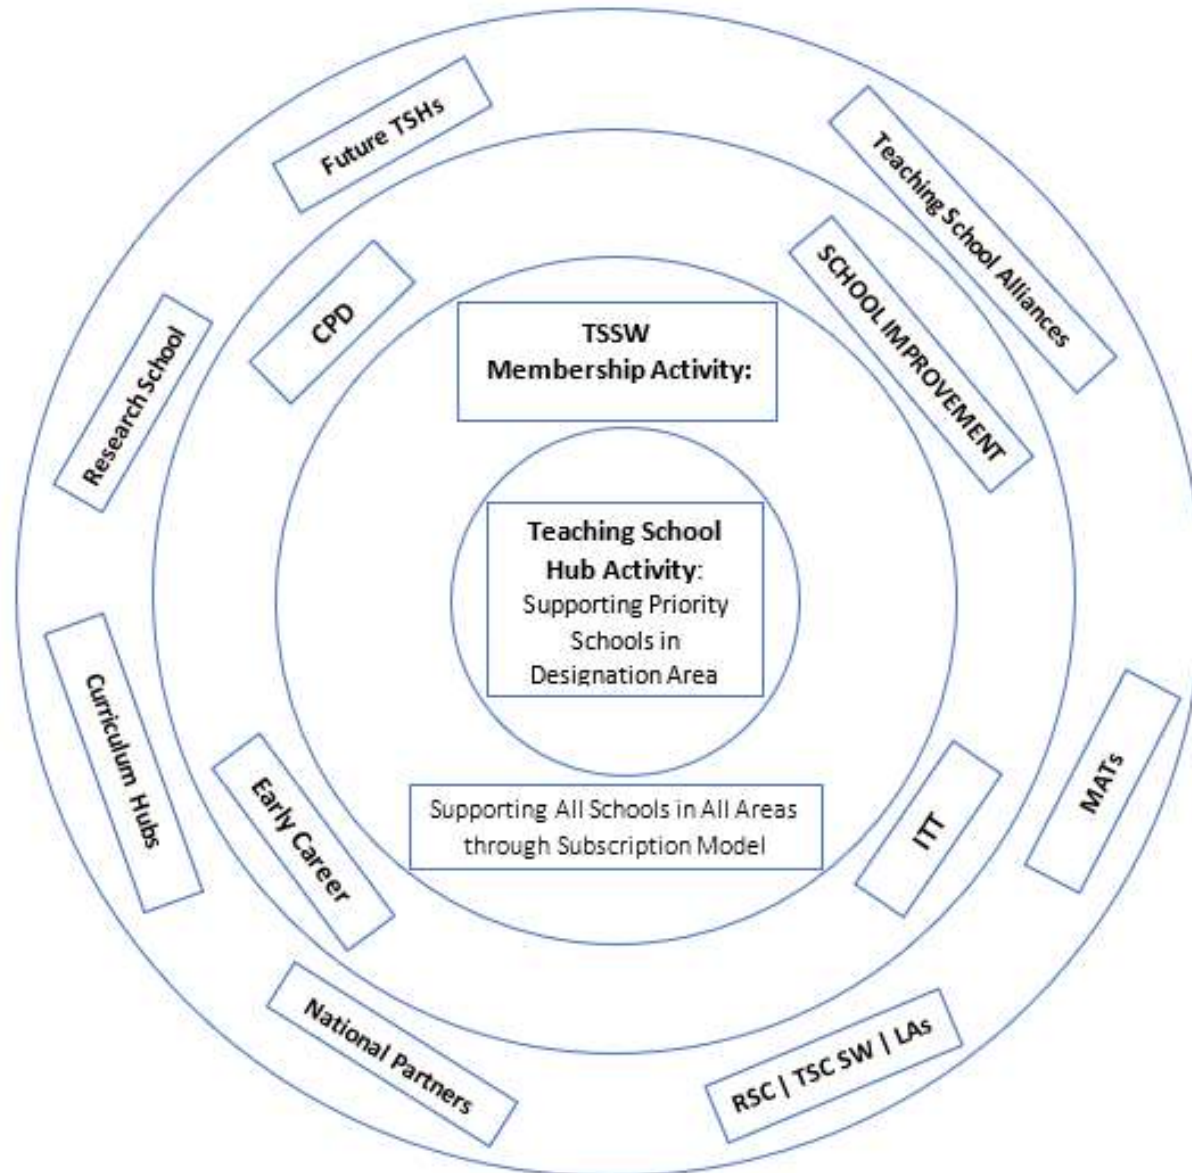 Future TSHs
Teaching School Alliances
CPD
SCHOOL IMPROVEMENT
Research School
TSSW
Membership Activity:
Teaching School
Hub Activity:
Supporting Priority
Schools in
Designation Area
Curriculum Hubs
Early Career
Supporting All Schools in All Areas
through Subscription Model
ITT
MATs
National Partners
RSC | TSC SW | LAs